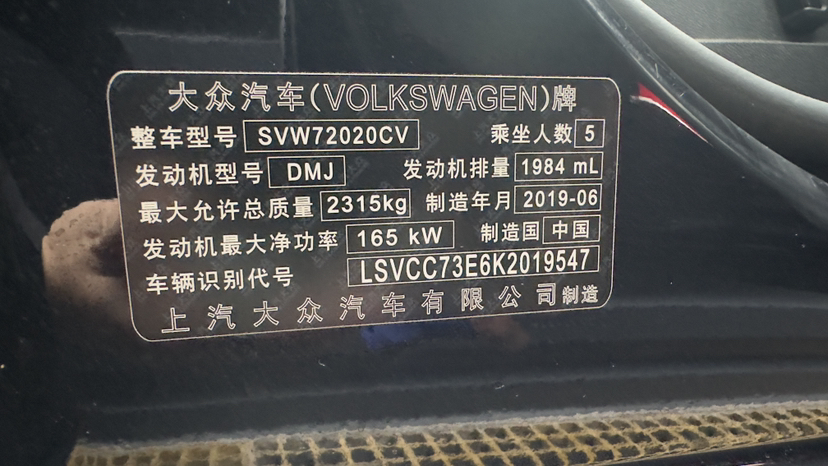 大众汽车(VOLKSWAGEN)牌
整车型号 SVW72020CV 乘坐人数 5
发动机型号 DMJ 发动机排量 1984 mL
最大允许总质量 2315kg 制造年月 2019-06
发动机最大净功率 165 kW 制造国 中国
车辆识别代号 LSVCC73E6K2019547
上汽大众汽车有限公司制造